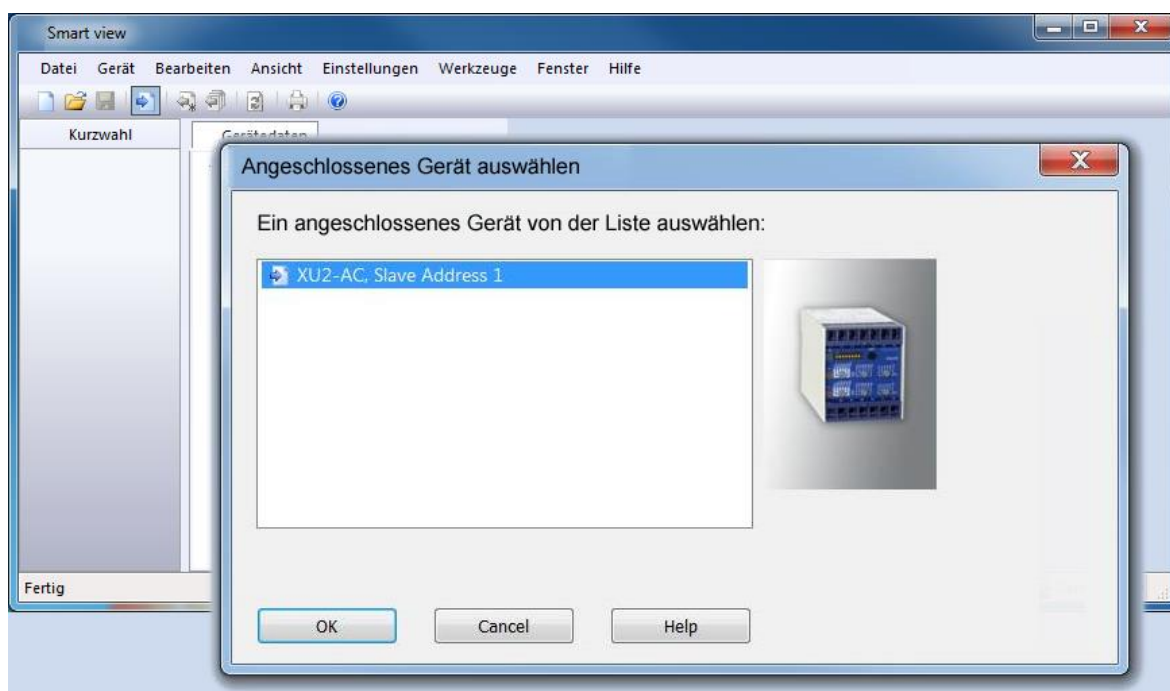 Smart view
Datei Gerät Bearbeiten Ansicht Einstellungen Werkzeuge Fenster Hilfe
Kurzwahl Gerätedaten
Angeschlossenes Gerät auswählen
Ein angeschlossenes Gerät von der Liste auswählen:
XU2-AC, Slave Address 1
Fertig
OK Cancel Help